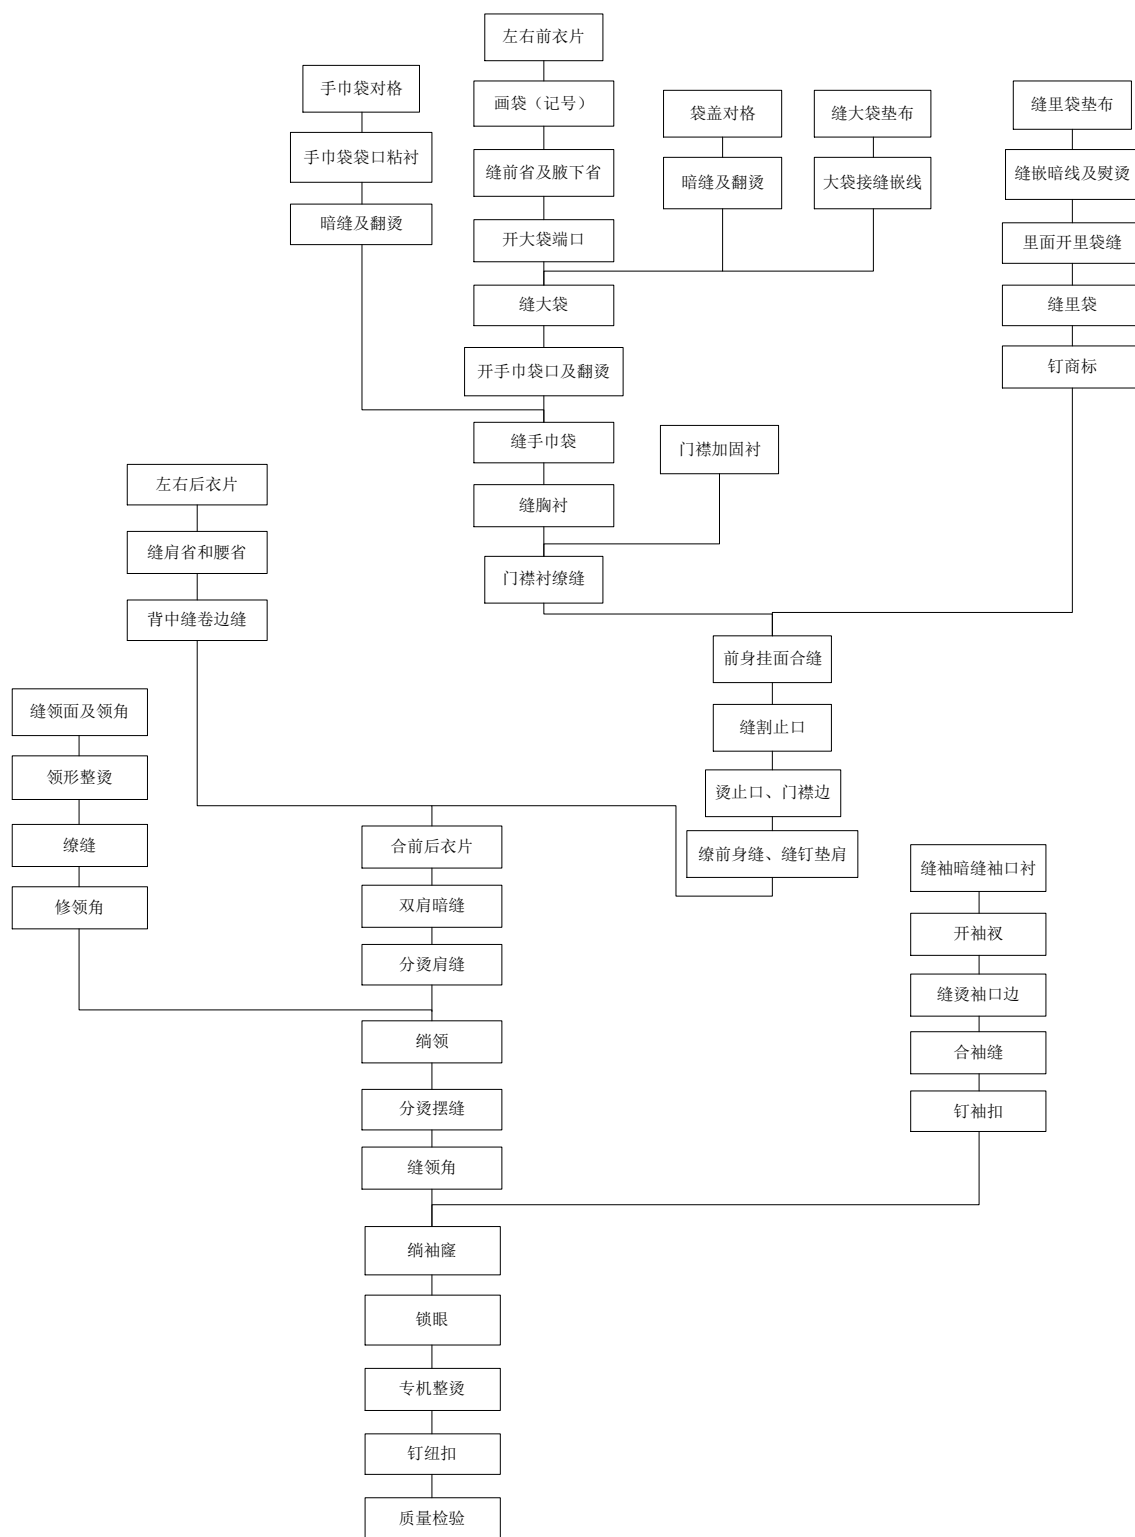 左右前衣片
手巾袋对格
画袋（记号）
袋盖对格
缝大袋垫布
缝里袋垫布
手巾袋袋口粘衬
缝前省及腋下省
暗缝及翻烫
大袋接缝嵌线
缝嵌暗线及熨烫
暗缝及翻烫
开大袋端口
里面开里袋缝
缝大袋
缝里袋
开手巾袋口及翻烫
钉商标
缝手巾袋
门襟加固衬
左右后衣片
缝胸衬
缝肩省和腰省
门襟衬缭缝
背中缝卷边缝
前身挂面合缝
缝领面及领角
缝割止口
领形整烫
烫止口、门襟边
缭缝
合前后衣片
缭前身缝、缝钉垫肩
缝袖暗缝袖口衬
修领角
双肩暗缝
开袖衩
分烫肩缝
缝烫袖口边
绱领
合袖缝
分烫摆缝
钉袖扣
缝领角
绱袖窿
锁眼
专机整烫
钉纽扣
质量检验